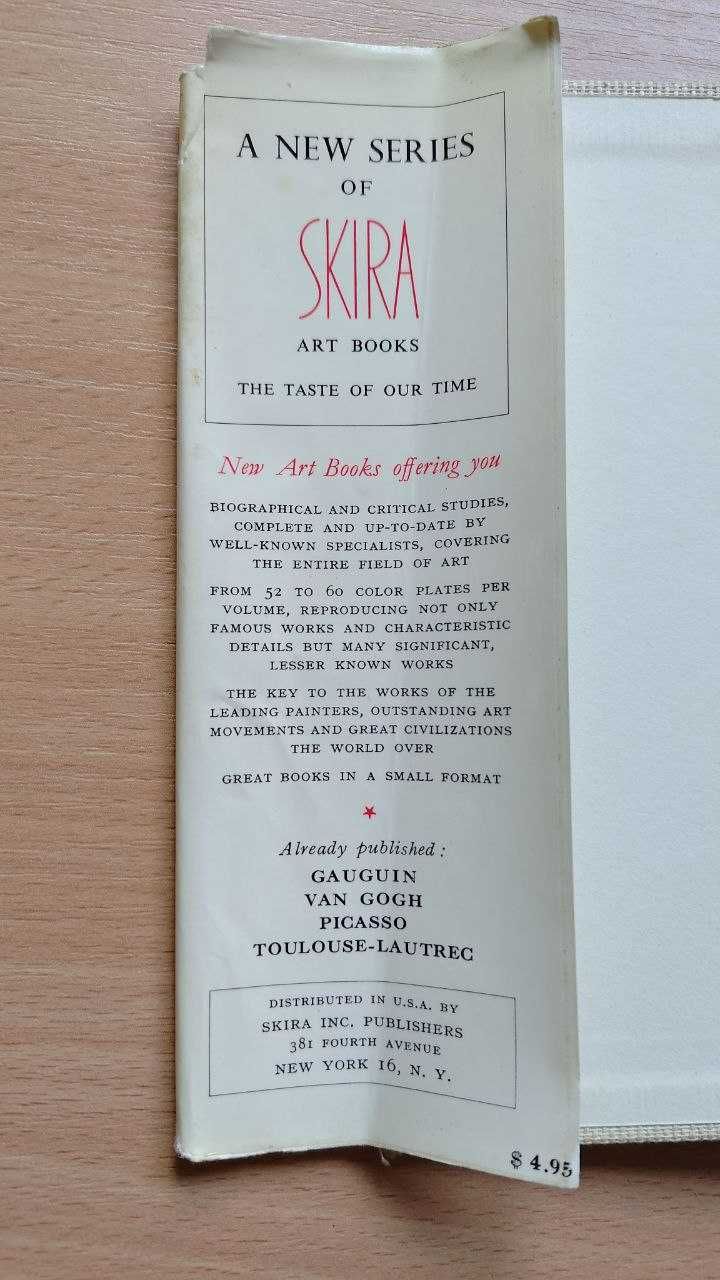 A NEW SERIES
OF
SKIRA
ART BOOKS
THE TASTE OF OUR TIME
New Art Books offering you
BIOGRAPHICAL AND CRITICAL STUDIES,
COMPLETE AND UP-TO-DATE BY
WELL-KNOWN SPECIALISTS, COVERING
THE ENTIRE FIELD OF ART
FROM 52 TO 60 COLOR PLATES PER
VOLUME, REPRODUCING NOT ONLY
FAMOUS WORKS AND CHARACTERISTIC
DETAILS BUT MANY SIGNIFICANT,
LESSER KNOWN WORKS
THE KEY TO THE WORKS OF THE
LEADING PAINTERS, OUTSTANDING ART
MOVEMENTS AND GREAT CIVILIZATIONS
THE WORLD OVER
GREAT BOOKS IN A SMALL FORMAT
Already published:
GAUGUIN
VAN GOGH
PICASSO
TOULOUSE-LAUTREC
DISTRIBUTED IN U.S.A. BY
SKIRA INC. PUBLISHERS
381 FOURTH AVENUE
NEW YORK 16, N. Y.
$ 4.95